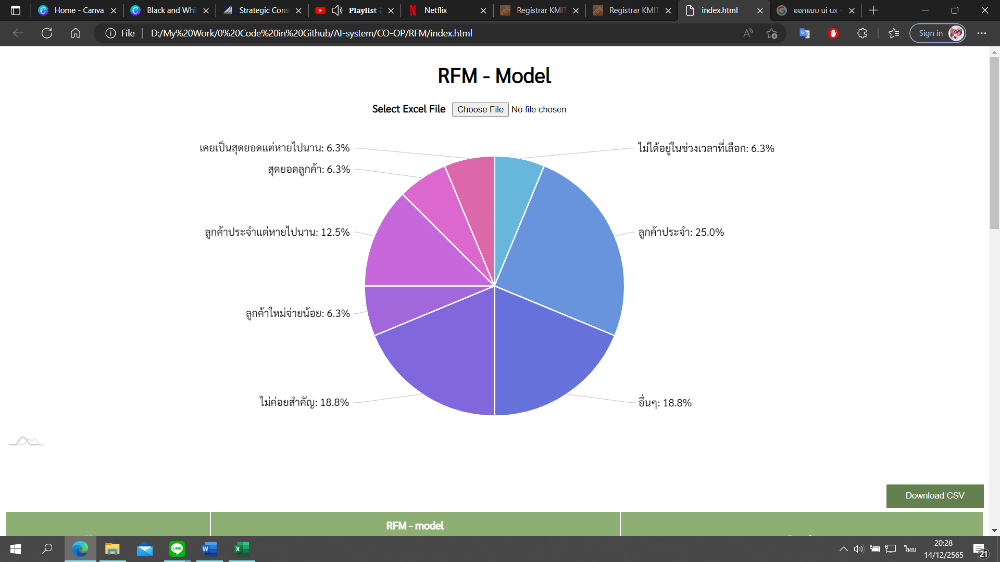 Home - Canva
Black and Whi
Strategic Cons
Playlist
Netflix
Registrar KMIT
Registrar KMIT
index.html
ออกแบบ ui ux -
File
D:/My%20Work/0%20Code%20in%20Github/AI-system/CO-OP/RFM/index.html
Sign in
RFM - Model
Select Excel File Choose File No file chosen
เคยเป็นสุดยอดแต่หายไปนาน: 6.3%
ไม่ได้อยู่ในช่วงเวลาที่เลือก: 6.3%
สุดยอดลูกค้า: 6.3%
ลูกค้าประจำแต่หายไปนาน: 12.5%
ลูกค้าประจำ: 25.0%
ลูกค้าใหม่จ่ายน้อย: 6.3%
ไม่ค่อยสำคัญ: 18.8%
อื่นๆ: 18.8%
Download CSV
RFM - model
LINE
ไทย
20:28
14/12/2565
21